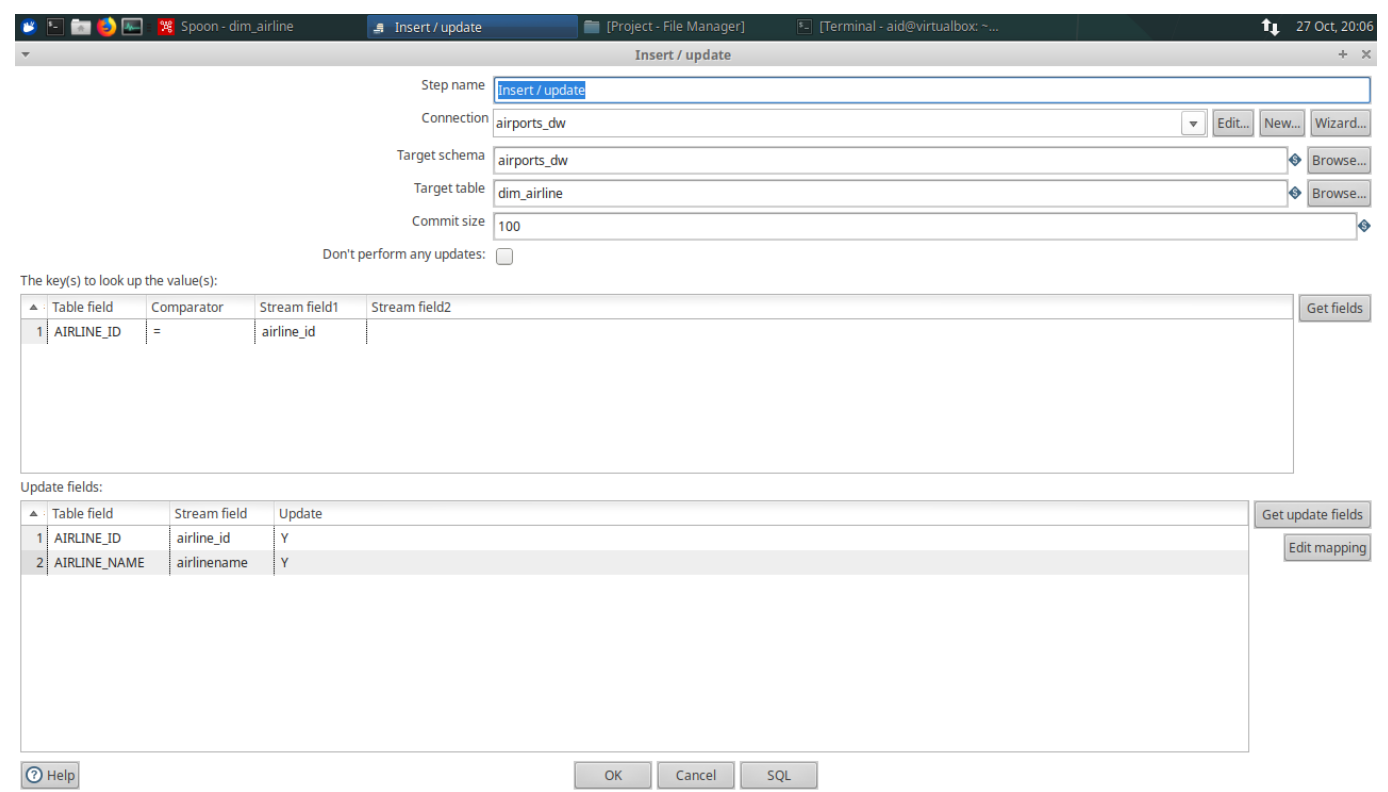 Spoon - dim_airline Insert / update [Project - File Manager] [Terminal - aid@virtualbox: ~... 27 Oct, 20:06
Insert / update
Step name Insert / update
Connection airports_dw Edit... New... Wizard...
Target schema airports_dw Browse...
Target table dim_airline Browse...
Commit size 100
Don't perform any updates:
The key(s) to look up the value(s):
Table field Comparator Stream field1 Stream field2 Get fields
1 AIRLINE_ID = airline_id
Update fields:
Table field Stream field Update Get update fields
1 AIRLINE_ID airline_id Y
Edit mapping
2 AIRLINE_NAME airlinename Y
Help OK Cancel SQL